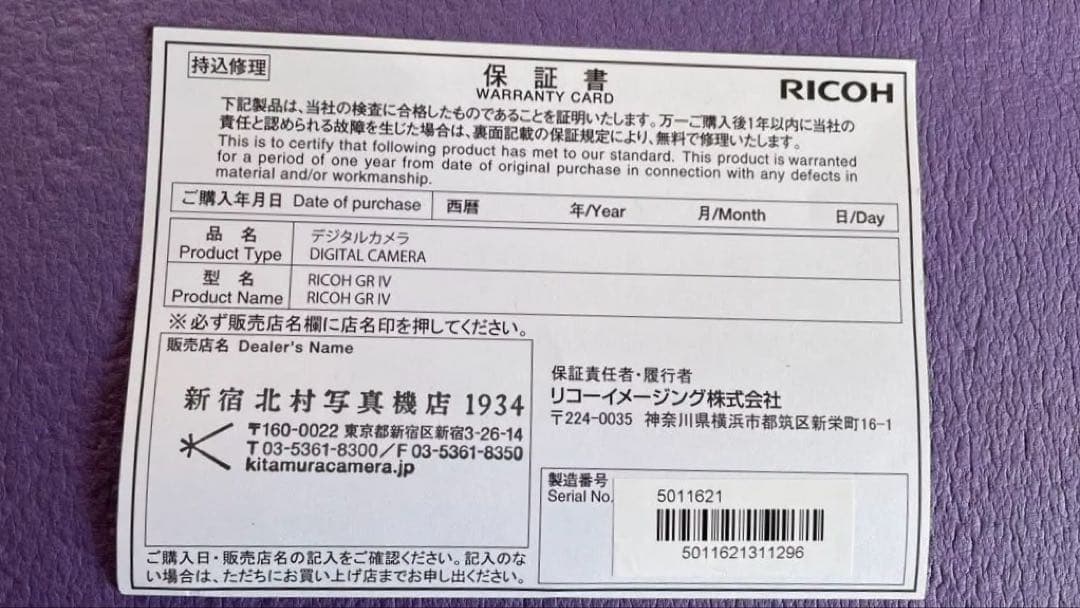 持込修理
保証書
WARRANTY CARD
RICOH
下記製品は、当社の検査に合格したものであることを証明いたします。万一ご購入後1年以内に当社の
責任と認められる故障を生じた場合は、裏面記載の保証規定により、無料で修理いたします。
This is to certify that following product has met to our standard. This product is warranted
for a period of one year from date of original purchase in connection with any defects in
material and/or workmanship.
ご購入年月日 Date of purchase 西暦 年/Year 月/Month 日/Day
品名 デジタルカメラ
Product Type DIGITAL CAMERA
型名 RICOH GR IV
Product Name RICOH GR IV
※必ず販売店名欄に店名印を押してください。
販売店名 Dealer's Name
新宿 北村写真機店 1934
〒160-0022 東京都新宿区新宿3-26-14
T 03-5361-8300/F 03-5361-8350
kitamuracamera.jp
ご購入日・販売店名の記入をご確認ください。記入のな
い場合は、ただちにお買い上げ店までお申し出ください。
保証責任者・履行者
リコーイメージング株式会社
〒224-0035 神奈川県横浜市都筑区新栄町16-1
製造番号
Serial No. 5011621
5011621311296